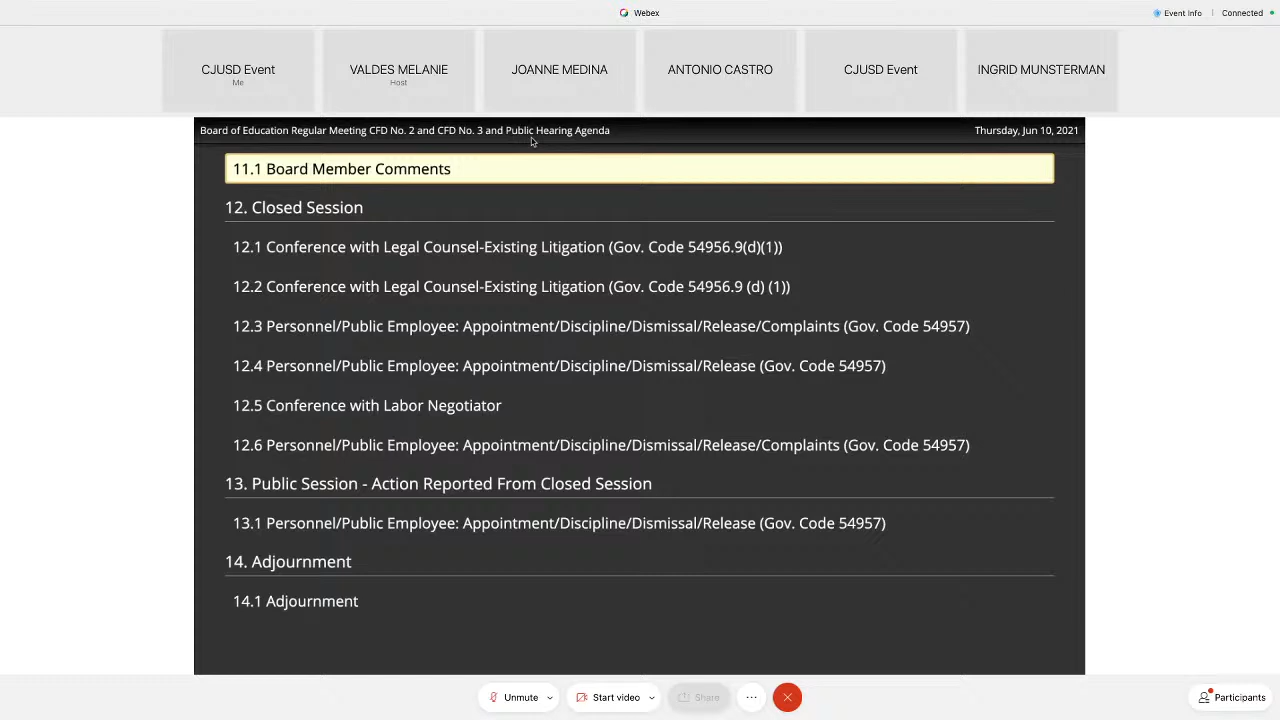 Webex
Event Info
Connected
CJUSD Event
Me
VALDES MELANIE
Host
JOANNE MEDINA
ANTONIO CASTRO
CJUSD Event
INGRID MUNSTERMAN
Board of Education Regular Meeting CFD No. 2 and CFD No. 3 and Public Hearing Agenda
Thursday, Jun 10, 2021
11.1 Board Member Comments
12. Closed Session
12.1 Conference with Legal Counsel-Existing Litigation (Gov. Code 54956.9(d)(1))
12.2 Conference with Legal Counsel-Existing Litigation (Gov. Code 54956.9 (d) (1))
12.3 Personnel/Public Employee: Appointment/Discipline/Dismissal/Release/Complaints (Gov. Code 54957)
12.4 Personnel/Public Employee: Appointment/Discipline/Dismissal/Release (Gov. Code 54957)
12.5 Conference with Labor Negotiator
12.6 Personnel/Public Employee: Appointment/Discipline/Dismissal/Release/Complaints (Gov. Code 54957)
13. Public Session - Action Reported From Closed Session
13.1 Personnel/Public Employee: Appointment/Discipline/Dismissal/Release (Gov. Code 54957)
14. Adjournment
14.1 Adjournment
Unmute
Start video
Share
Participants